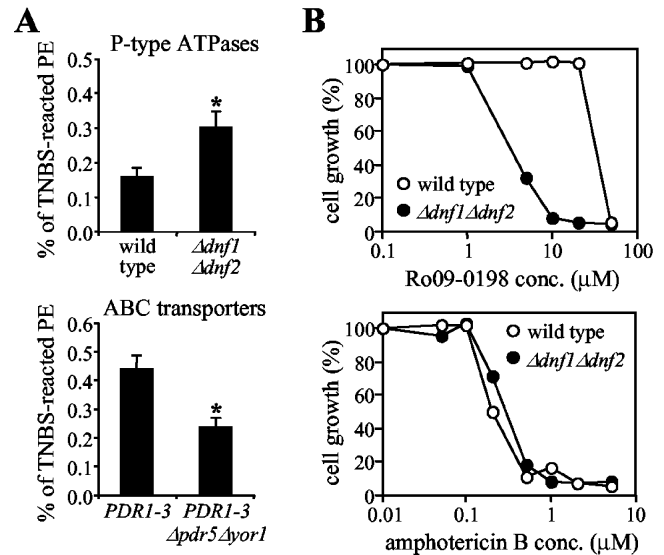 A
P-type ATPases
% of TNBS-reacted PE
0.5
0.4
0.3
0.2
0.1
0.0
*
wild
type
Δdnf1
Δdnf2
ABC transporters
% of TNBS-reacted PE
0.6
0.5
0.4
0.3
0.2
0.1
0.0
*
PDR1-3
PDR1-3
Δpdr5Δyor1
B
cell growth (%)
100
80
60
40
20
0
wild type
Δdnf1Δdnf2
0.1
1
10
100
Ro09-0198 conc. (μM)
cell growth (%)
100
80
60
40
20
0
wild type
Δdnf1Δdnf2
0.01
0.1
1
10
amphotericin B conc. (μM)